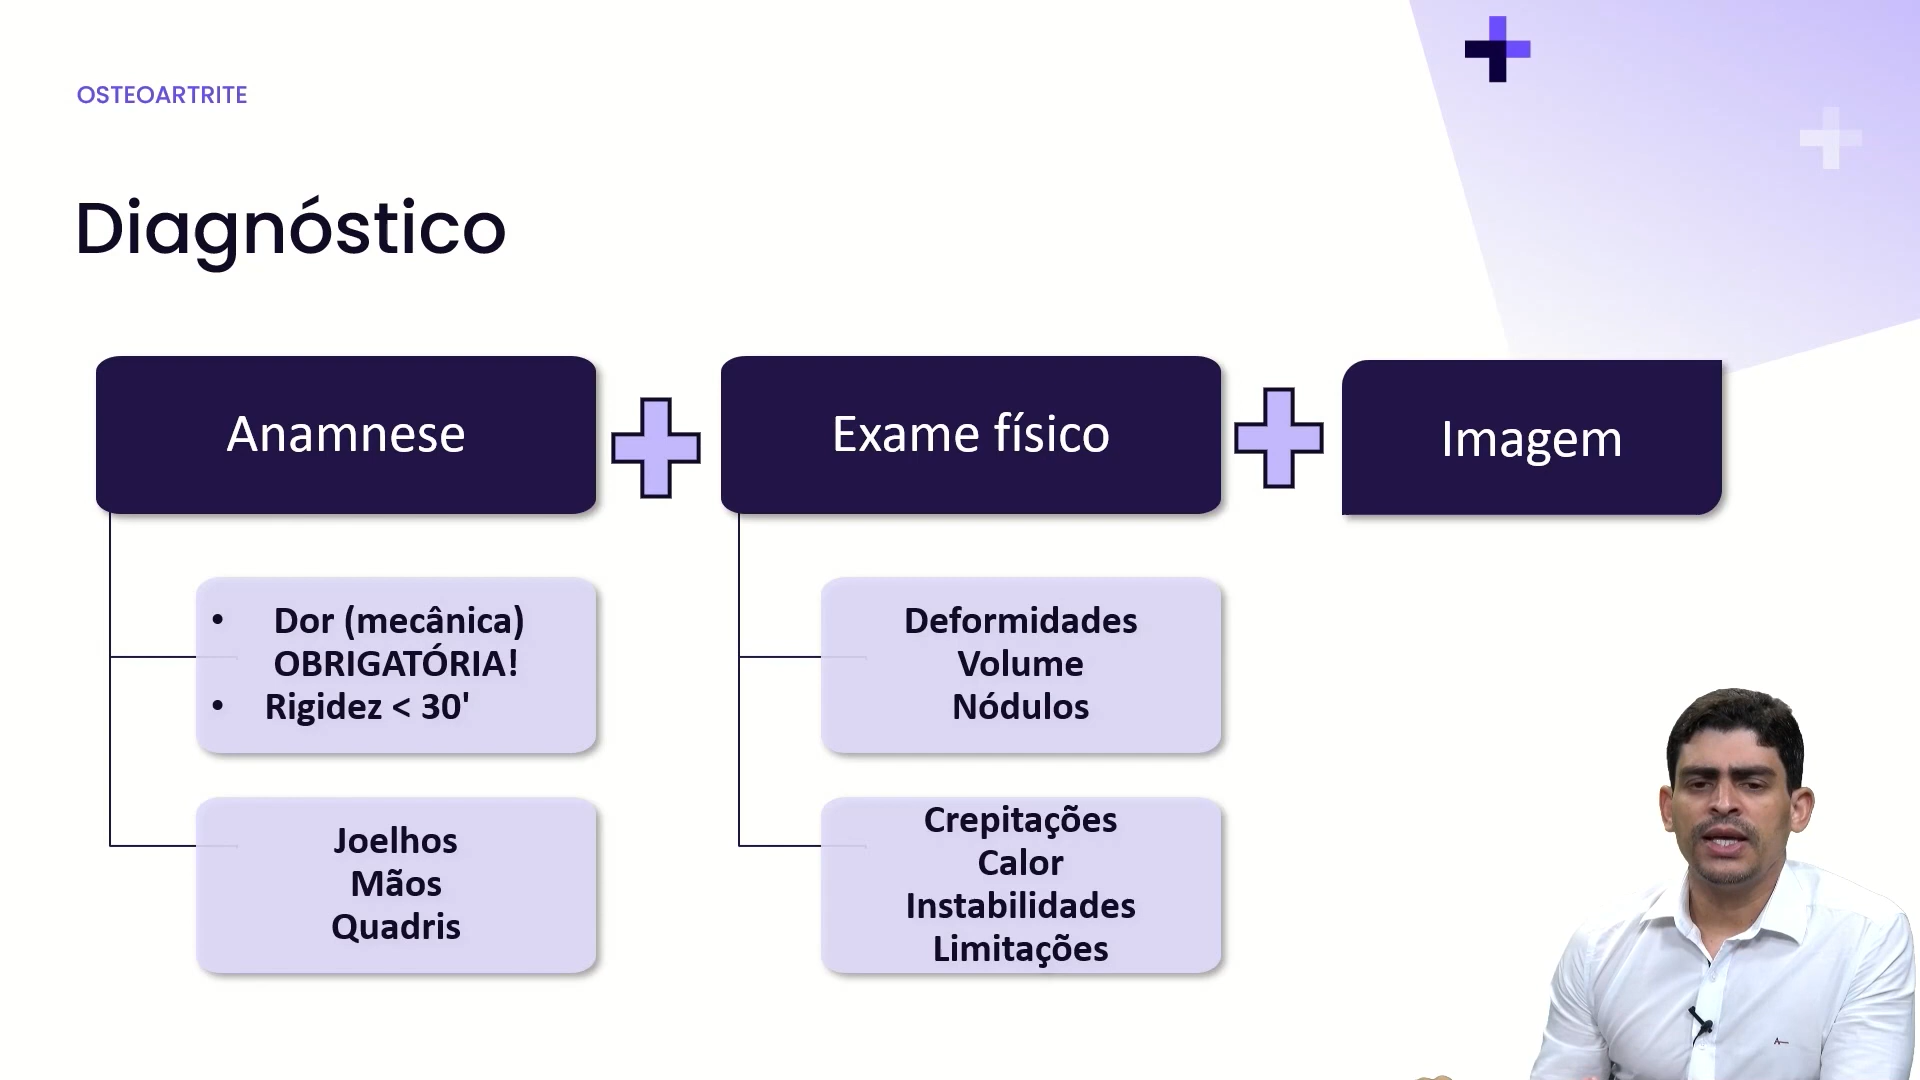 OSTEOARTRITE
Diagnóstico
Anamnese
Exame físico
Imagem
• Dor (mecânica)
OBRIGATÓRIA!
• Rigidez < 30'
Joelhos
Mãos
Quadris
Deformidades
Volume
Nódulos
Crepitações
Calor
Instabilidades
Limitações